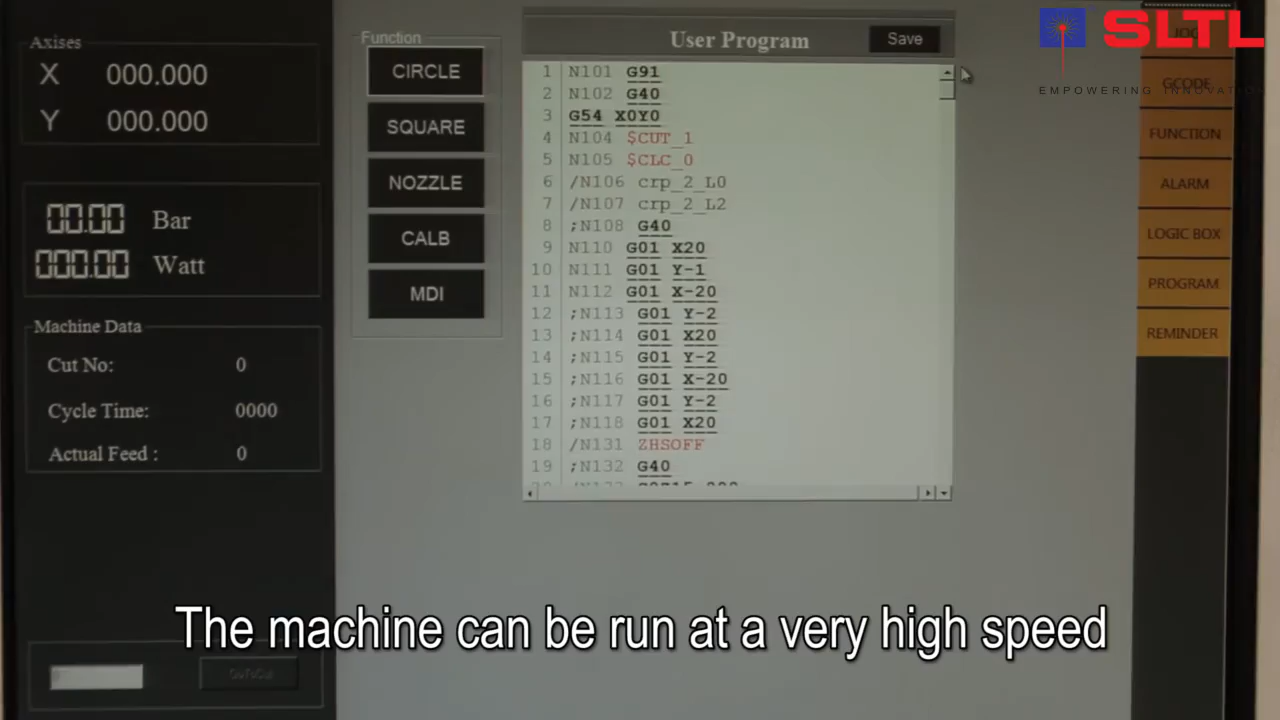 Axises
X 000.000
Y 000.000
00.00 Bar
000.00 Watt
Machine Data
Cut No: 0
Cycle Time: 0000
Actual Feed : 0
Function
CIRCLE
SQUARE
NOZZLE
CALB
MDI
User Program
Save
1 N101 G91
2 N102 G40
3 G54 X0Y0
4 N104 $CUT_1
5 N105 $CLC_0
6 /N106 crp_2_L0
7 /N107 crp_2_L2
8 ;N108 G40
9 N110 G01 X20
10 N111 G01 Y-1
11 N112 G01 X-20
12 ;N113 G01 Y-2
13 ;N114 G01 X20
14 ;N115 G01 Y-2
15 ;N116 G01 X-20
16 ;N117 G01 Y-2
17 ;N118 G01 X20
18 /N131 ZHSOFF
19 ;N132 G40
SLTL
EMPOWERING INNOVATION
JOG
GCODE
FUNCTION
ALARM
LOGIC BOX
PROGRAM
REMINDER
The machine can be run at a very high speed